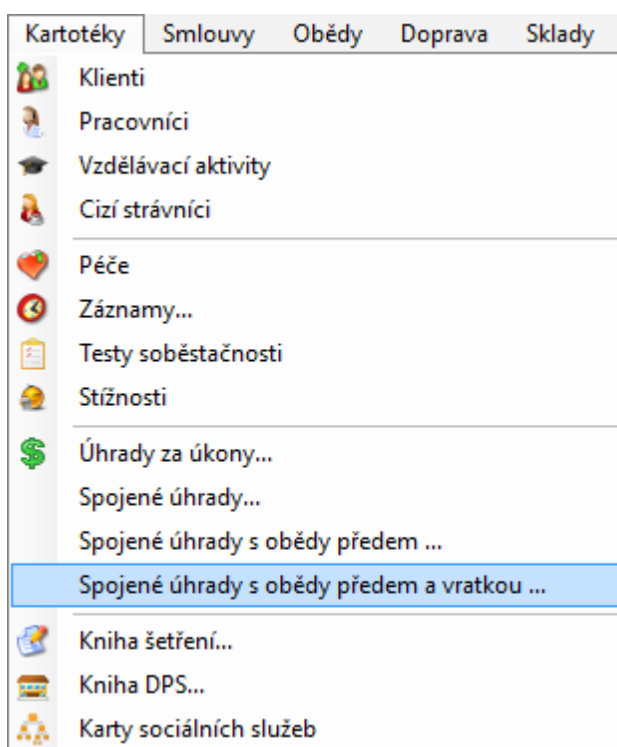 Kartotéky Smlouvy Obědy Doprava Sklady
Klienti
Pracovníci
Vzdělávací aktivity
Cizí strávníci
Péče
Záznamy...
Testy soběstačnosti
Stížnosti
Úhrady za úkony...
Spojené úhrady...
Spojené úhrady s obědy předem ...
Spojené úhrady s obědy předem a vratkou ...
Kniha šetření...
Kniha DPS...
Karty sociálních služeb